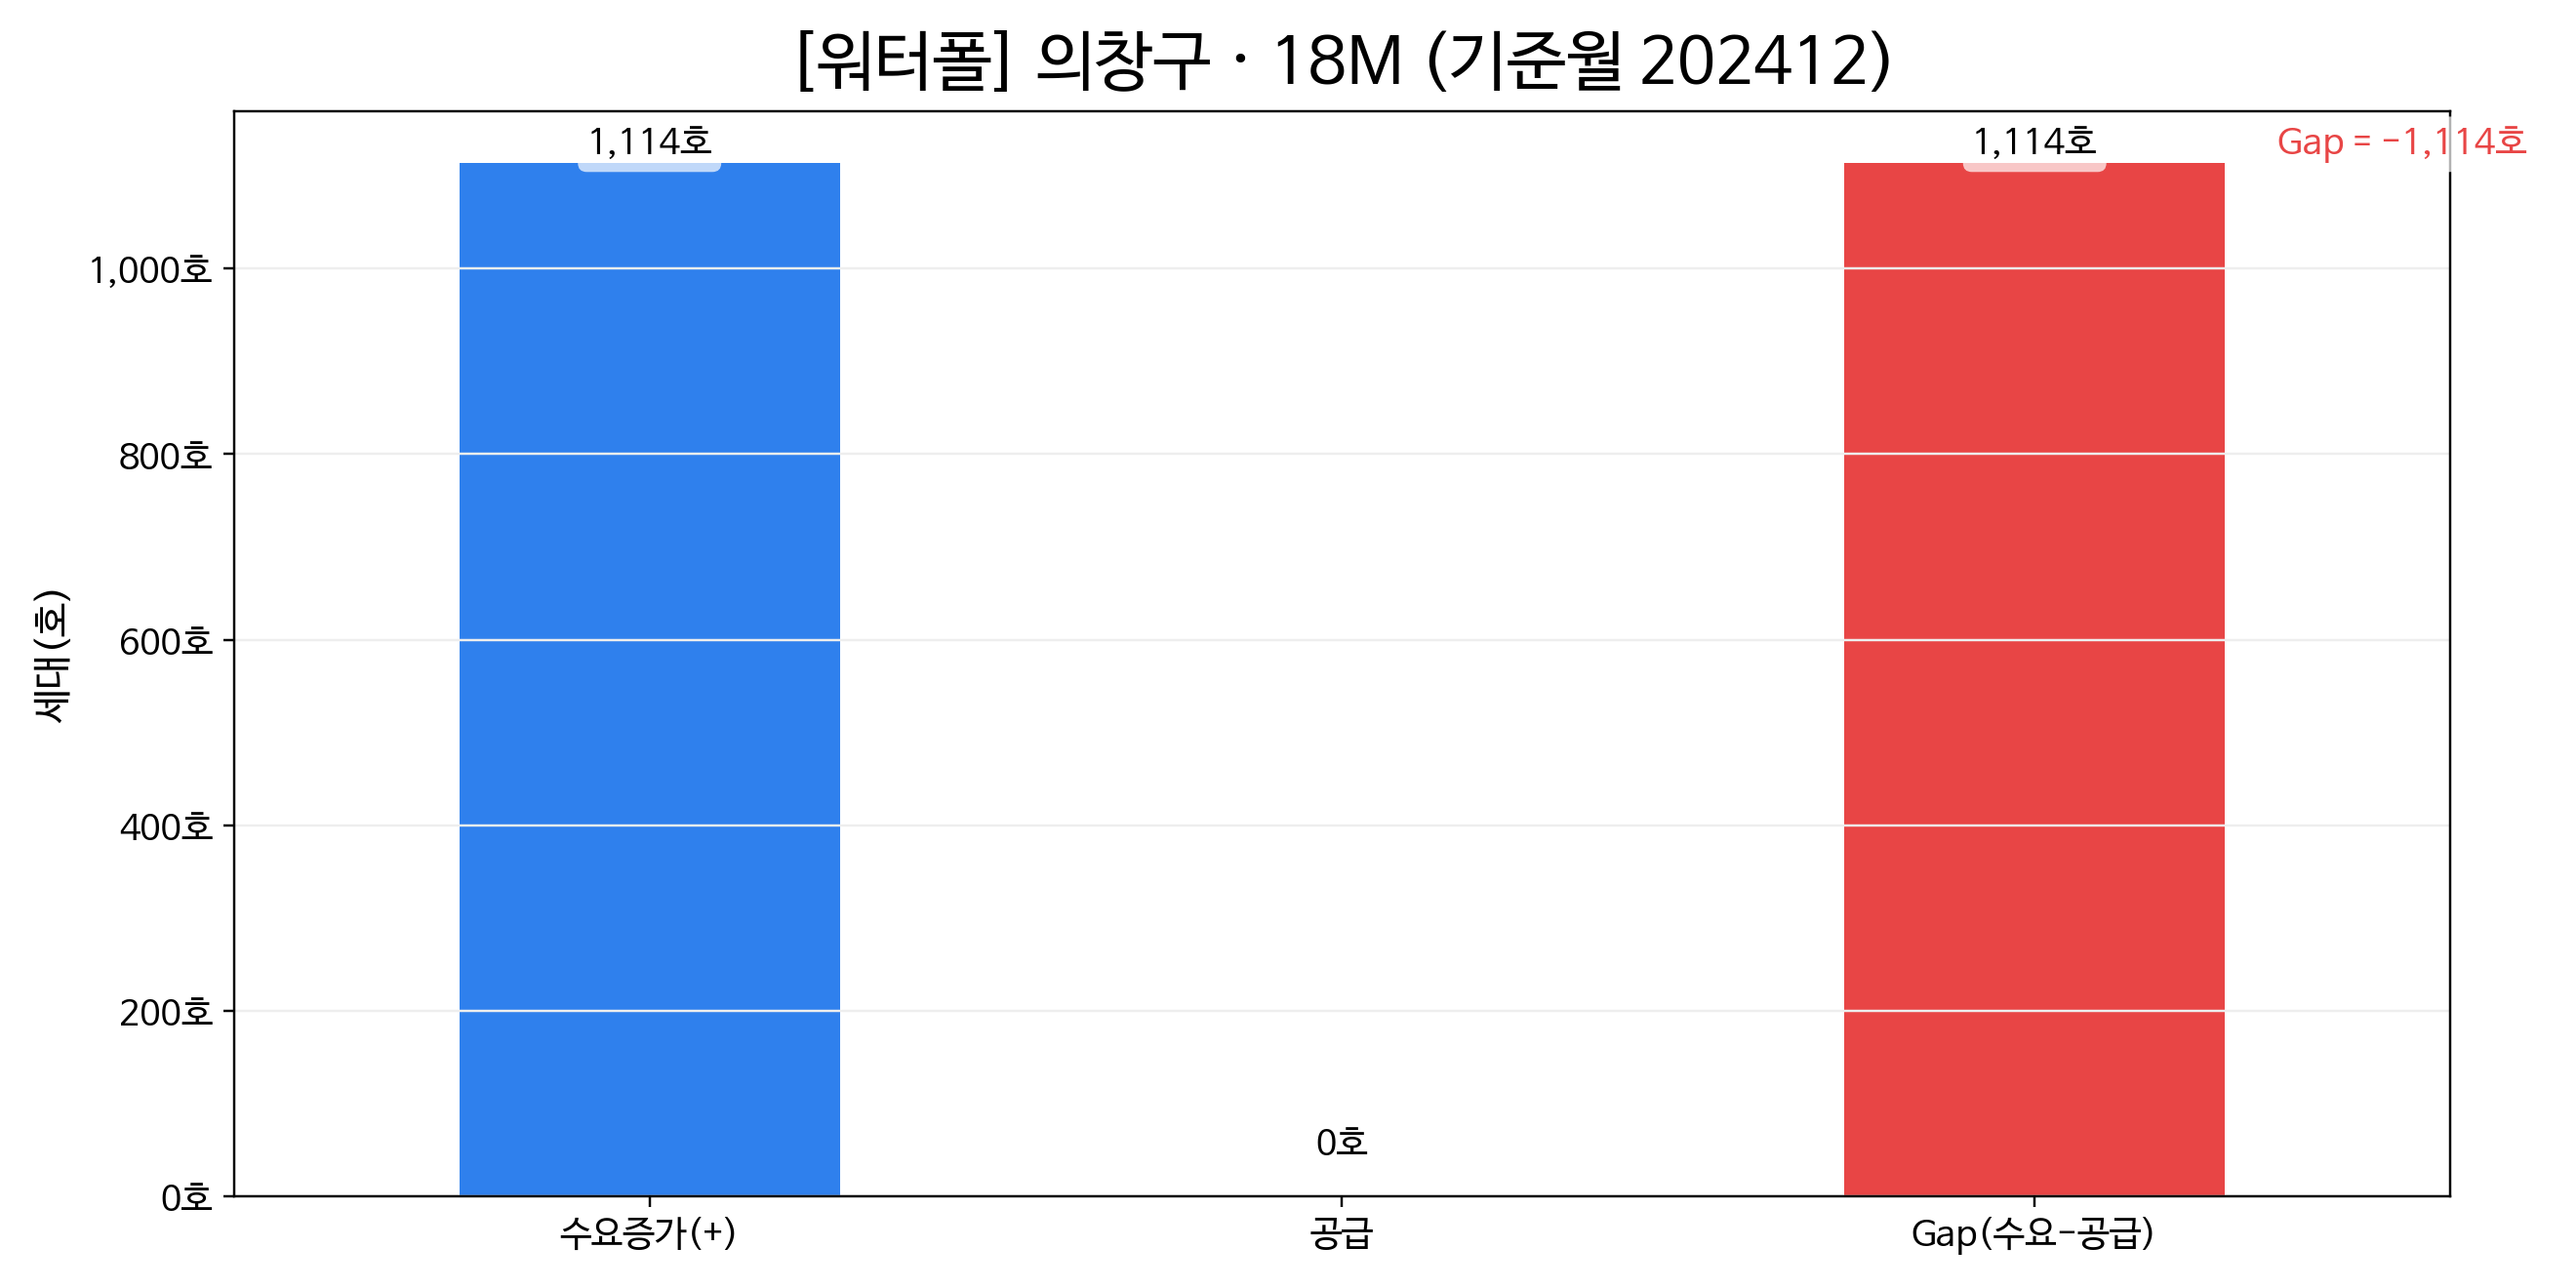 [워터폴] 의창구 · 18M (기준월 202412)
1,114호
1,114호
Gap = −1,114호
1,000호
800호
600호
400호
200호
0호
세대(호)
0호
수요증가(+)
공급
Gap(수요-공급)